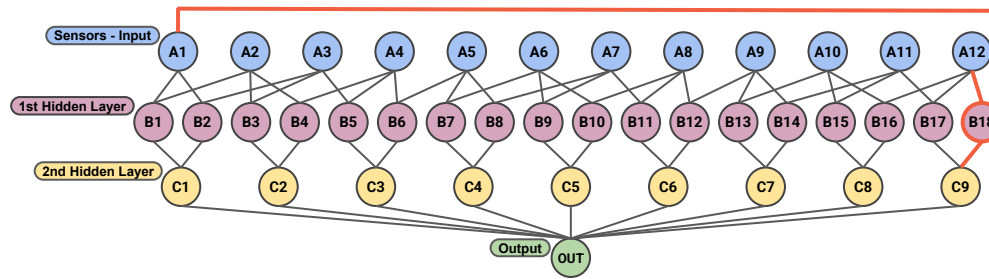 Sensors - Input
A1 A2 A3 A4 A5 A6 A7 A8 A9 A10 A11 A12
1st Hidden Layer
B1 B2 B3 B4 B5 B6 B7 B8 B9 B10 B11 B12 B13 B14 B15 B16 B17 B18
2nd Hidden Layer
C1 C2 C3 C4 C5 C6 C7 C8 C9
Output
OUT